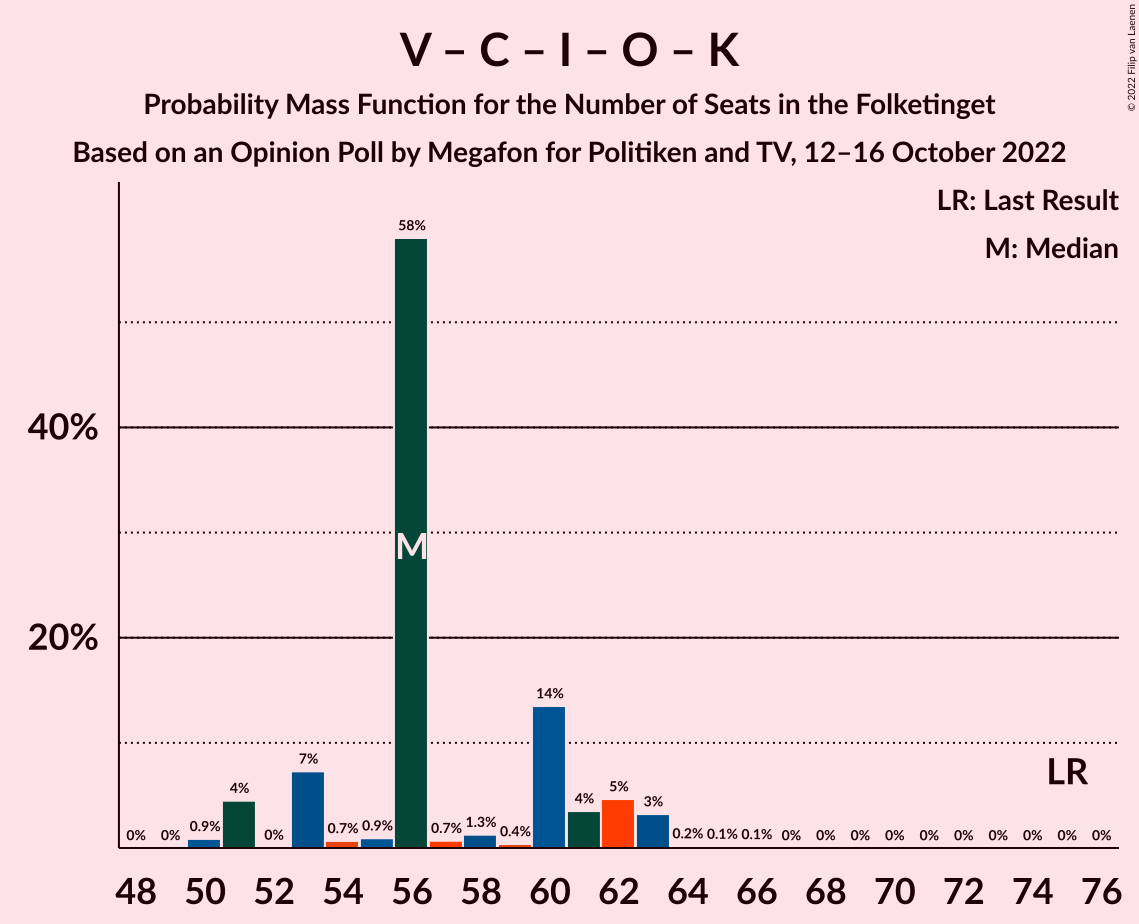 V – C – I – O – K
Probability Mass Function for the Number of Seats in the Folketinget
Based on an Opinion Poll by Megafon for Politiken and TV, 12–16 October 2022
© 2022 Filip van Laenen
LR: Last Result
M: Median
40%
20%
0% 0% 0.9% 4% 0% 7% 0.7% 0.9% 58% 0.7% 1.3% 0.4% 14% 4% 5% 3% 0.2% 0.1% 0.1% 0% 0% 0% 0% 0% 0% 0% 0% 0% 0%
M
LR
48 50 52 54 56 58 60 62 64 66 68 70 72 74 76